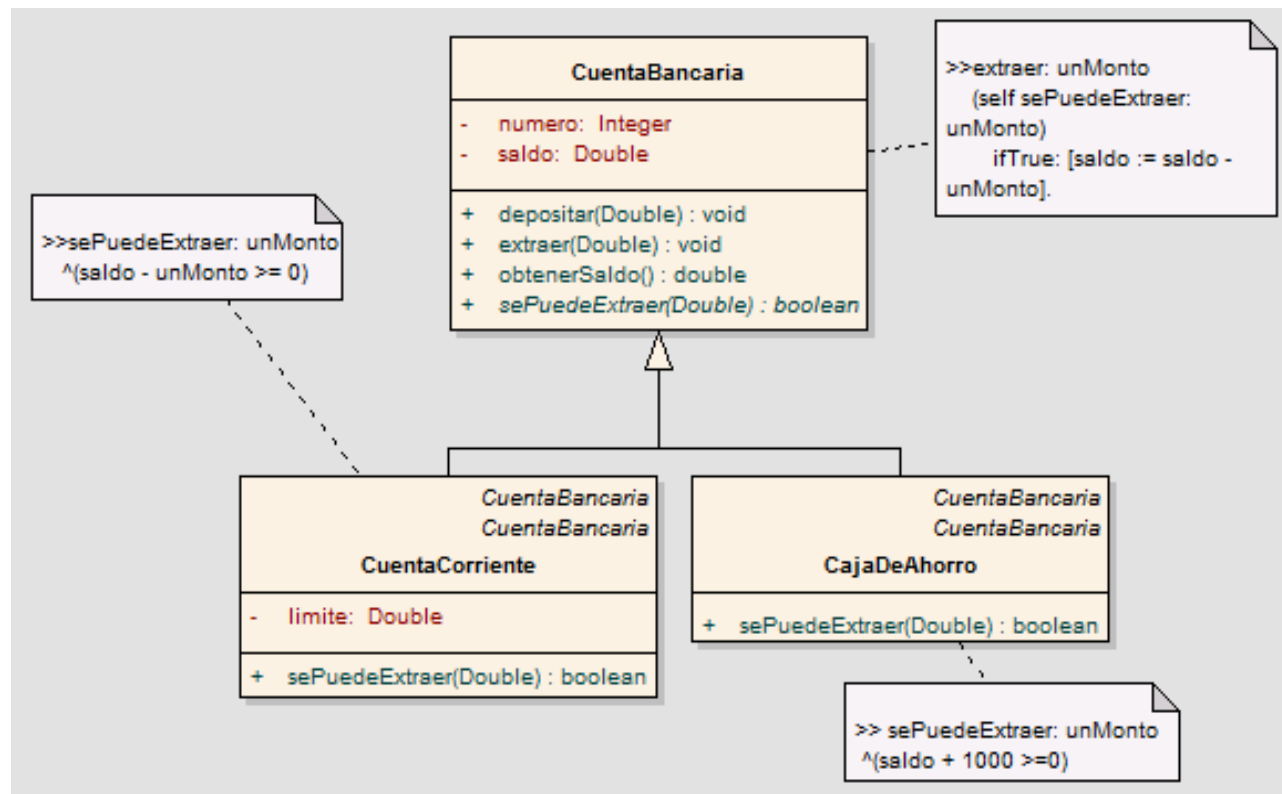 CuentaBancaria
- numero: Integer
- saldo: Double
+ depositar(Double) : void
+ extraer(Double) : void
+ obtenerSaldo() : double
+ sePuedeExtraer(Double) : boolean
>>extraer: unMonto
(self sePuedeExtraer:
unMonto)
ifTrue: [saldo := saldo -
unMonto].
>>sePuedeExtraer: unMonto
^(saldo - unMonto >= 0)
CuentaBancaria
CuentaBancaria
CuentaCorriente
- limite: Double
+ sePuedeExtraer(Double) : boolean
CuentaBancaria
CuentaBancaria
CajaDeAhorro
+ sePuedeExtraer(Double) : boolean
>> sePuedeExtraer: unMonto
^(saldo + 1000 >=0)